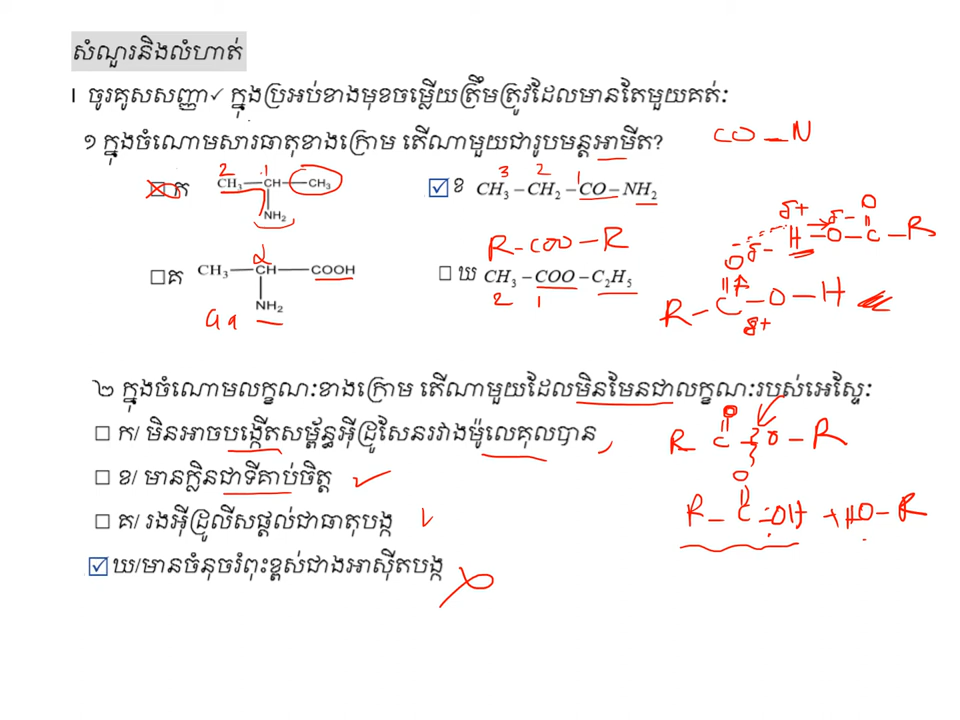 សំណួរនិងលំហាត់
I ចូរគូសសញ្ញា✓ ក្នុងប្រអប់ខាងមុខចម្លើយត្រឹមត្រូវដែលមានតែមួយគត់ៈ
CO – N
១ ក្នុងចំណោមសារធាតុខាងក្រោម តើណាមួយជារូបមន្តអាមីត?
2 1
☐ ក CH3 – CH – CH3
NH2
3 2 1
☑ ខ CH3 – CH2 – CO – NH2
δ+ δ- O
H – O – C – R
O δ-
R – C – O – H
δ+
α
☐ គ CH3 – CH – COOH
NH2
a a
R – COO – R
☐ ឃ CH3 – COO – C2H5
2 1
២ ក្នុងចំណោមលក្ខណៈខាងក្រោម តើណាមួយដែលមិនមែនជាលក្ខណៈរបស់អេស្ទែៈ
☐ ក/ មិនអាចបង្កើតសម្ព័ន្ធអ៊ីដ្រូសែនរវាងម៉ូលេគុលបាន
O
R C O – R
☐ ខ/ មានក្លិនជាទីគាប់ចិត្ត
☐ គ/ រងអ៊ីដ្រូលីសផ្តល់ជាធាតុបង្ក
O
R – C – OH + HO – R
☑ ឃ/មានចំនុចរំពុះខ្ពស់ជាងអាស៊ីតបង្ក